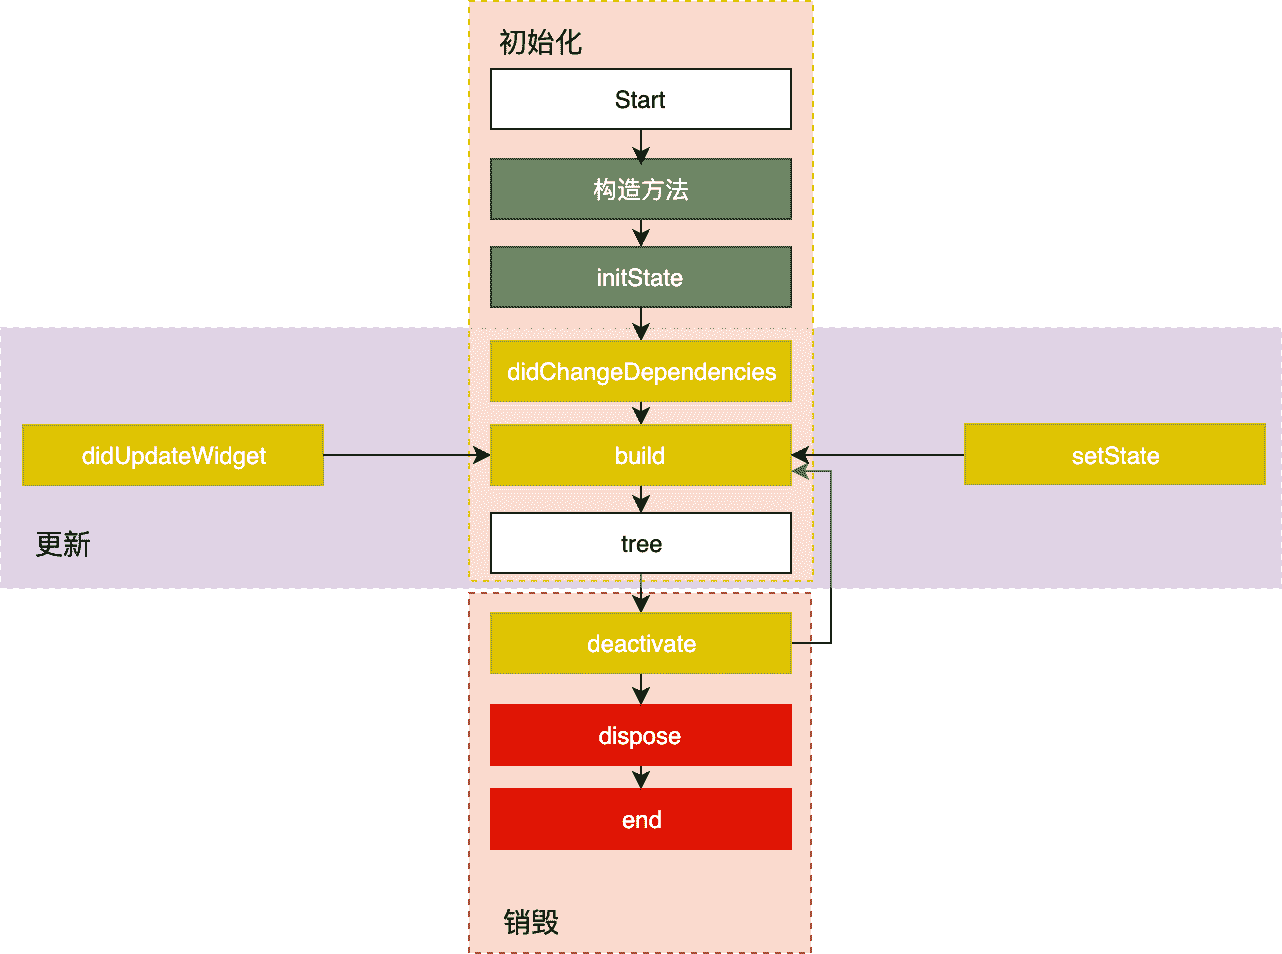 初始化
Start
构造方法
initState
didChangeDependencies
didUpdateWidget
build
setState
更新
tree
deactivate
dispose
end
销毁